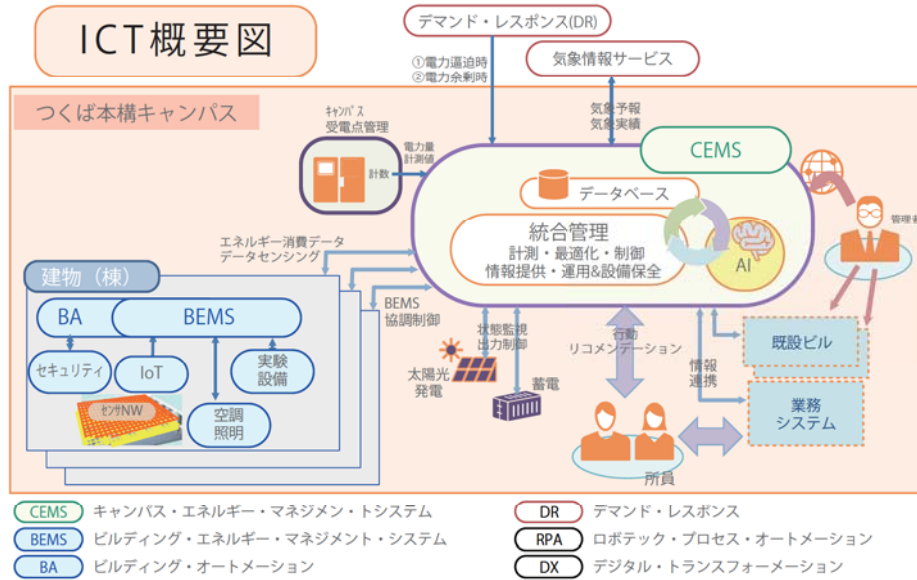 ICT概要図
デマンド・レスポンス(DR)
①電力逼迫時
②電力余剰時
気象情報サービス
気象予報
気象実績
つくば本構キャンパス
ｷｬﾝﾊﾟｽ
受電点管理
計数
電力量
計測値
CEMS
データベース
統合管理
計測・最適化・制御
情報提供・運用&設備保全
AI
管理者
エネルギー消費データ
データセンシング
建物（棟）
BA
BEMS
セキュリティ
IoT
実験
設備
センサNW
空調
照明
BEMS
協調制御
状態監視
出力制御
太陽光
発電
蓄電
行動
リコメンデーション
情報
連携
既設ビル
業務
システム
所員
CEMS キャンパス・エネルギー・マネジメン・トシステム
BEMS ビルディング・エネルギー・マネジメント・システム
BA ビルディング・オートメーション
DR デマンド・レスポンス
RPA ロボテック・プロセス・オートメーション
DX デジタル・トランスフォーメーション